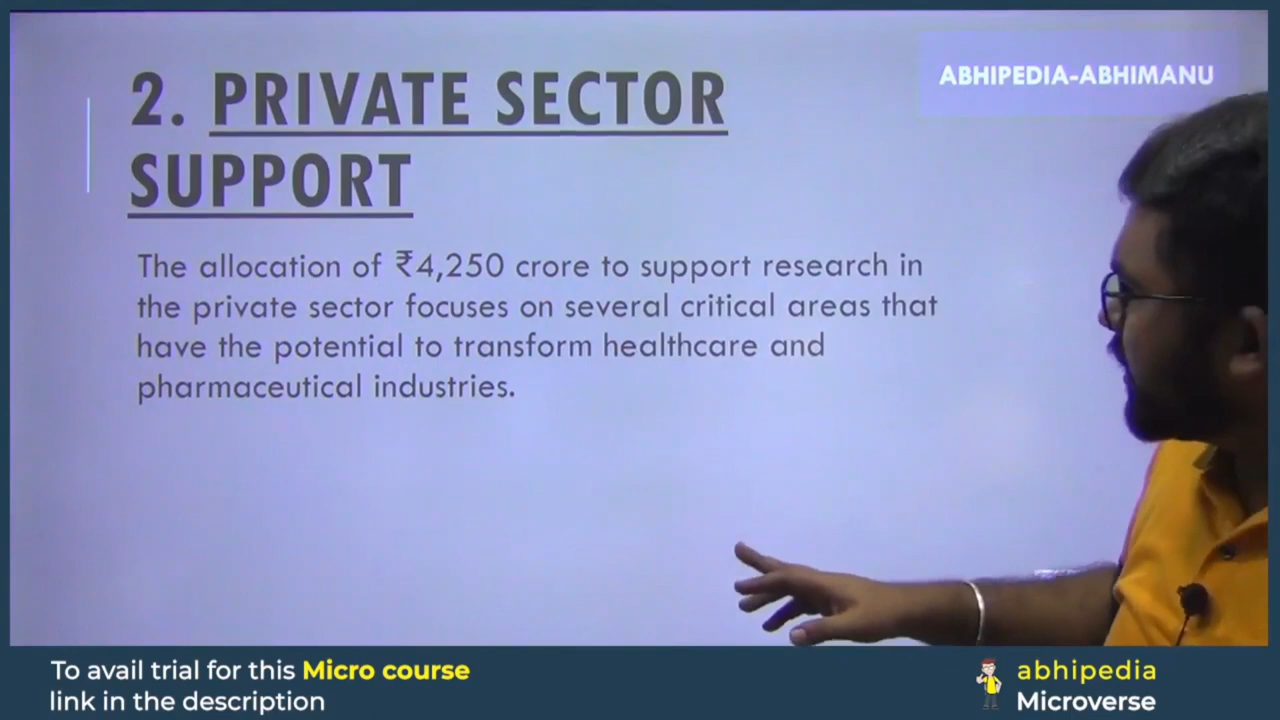 ABHIPEDIA-ABHIMANU
2. PRIVATE SECTOR
SUPPORT
The allocation of ₹4,250 crore to support research in
the private sector focuses on several critical areas that
have the potential to transform healthcare and
pharmaceutical industries.
To avail trial for this Micro course
link in the description
abhipedia
Microverse